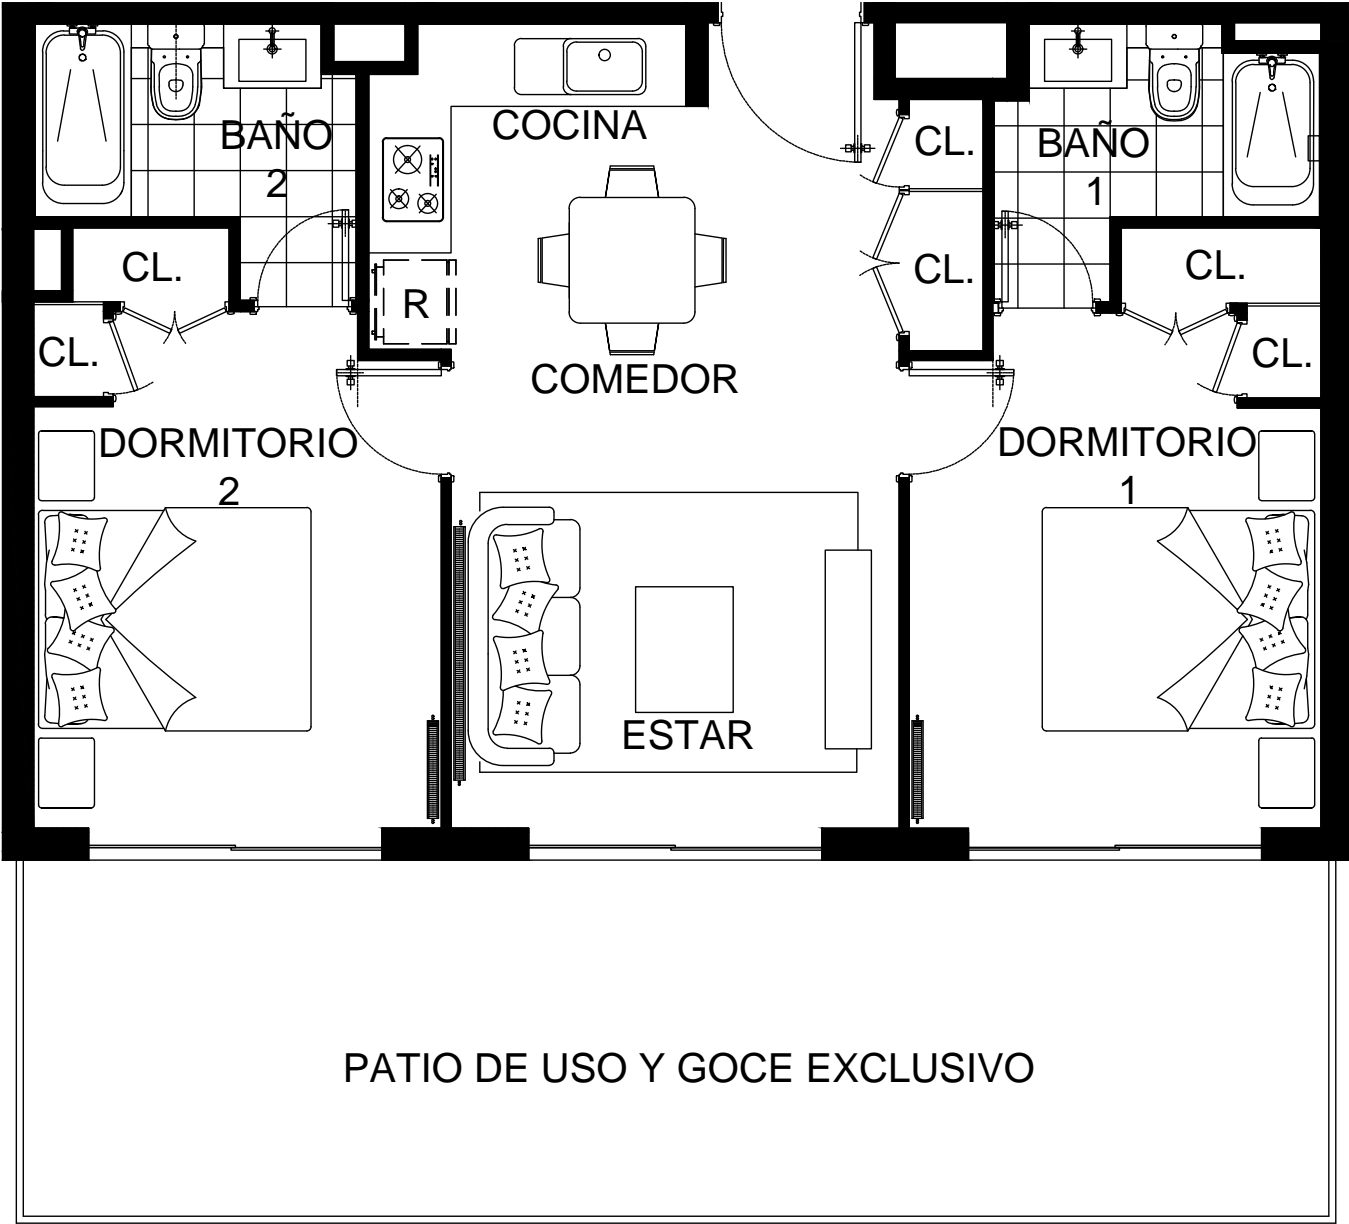 COCINA
BAÑO
2
CL.
BAÑO
1
CL.
CL.
CL.
R
CL.
CL.
COMEDOR
CL.
DORMITORIO
2
DORMITORIO
1
ESTAR
PATIO DE USO Y GOCE EXCLUSIVO